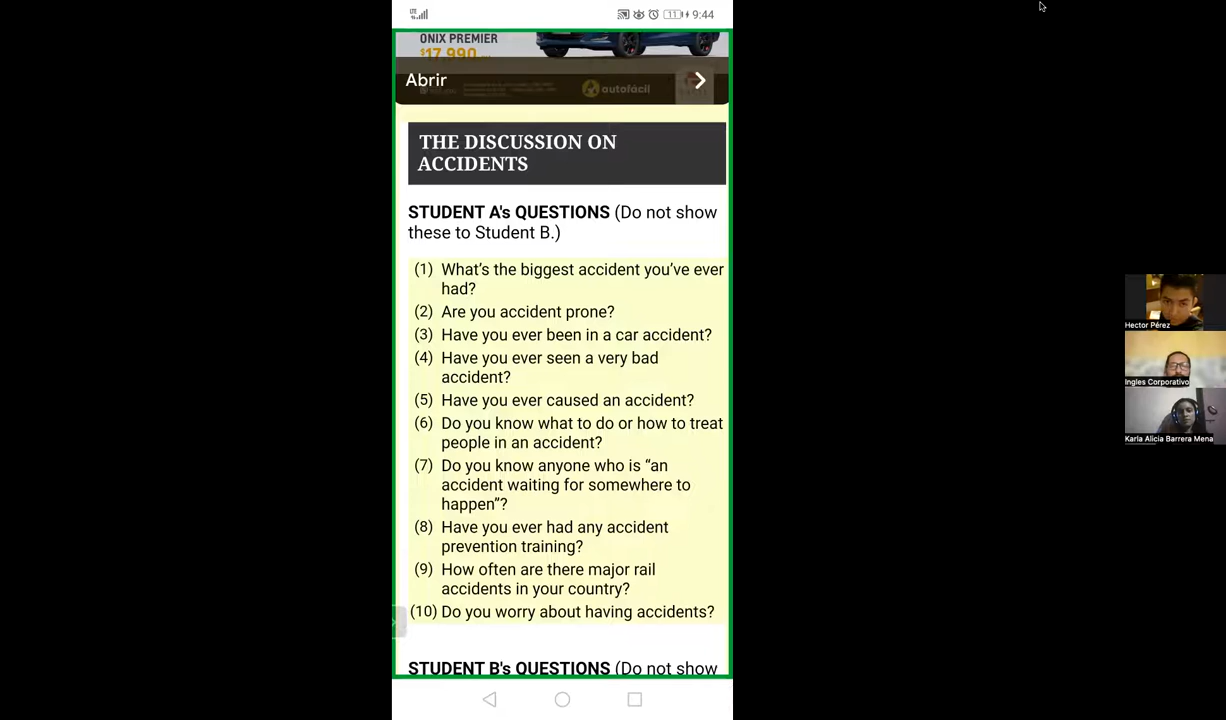 LTE
11 9:44
ONIX PREMIER
$17,990
Abrir
autofácil
THE DISCUSSION ON
ACCIDENTS
STUDENT A's QUESTIONS (Do not show
these to Student B.)
(1) What's the biggest accident you've ever
had?
(2) Are you accident prone?
(3) Have you ever been in a car accident?
(4) Have you ever seen a very bad
accident?
(5) Have you ever caused an accident?
(6) Do you know what to do or how to treat
people in an accident?
(7) Do you know anyone who is “an
accident waiting for somewhere to
happen”?
(8) Have you ever had any accident
prevention training?
(9) How often are there major rail
accidents in your country?
(10) Do you worry about having accidents?
STUDENT B's QUESTIONS (Do not show
Hector Pérez
Ingles Corporativo
Karla Alicia Barrera Mena